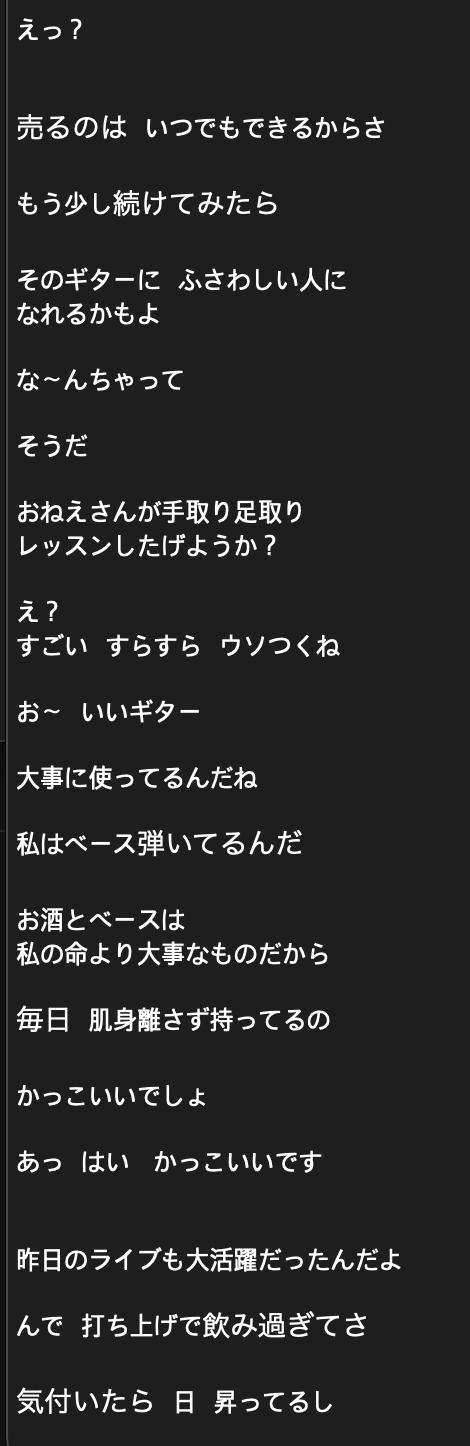 えっ？
売るのは いつでもできるからさ
もう少し続けてみたら
そのギターに ふさわしい人に
なれるかもよ
な～んちゃって
そうだ
おねえさんが手取り足取り
レッスンしたげようか？
え？
すごい すらすら ウソつくね
お～ いいギター
大事に使ってるんだね
私はベース弾いてるんだ
お酒とベースは
私の命より大事なものだから
毎日 肌身離さず持ってるの
かっこいいでしょ
あっ はい かっこいいです
昨日のライブも大活躍だったんだよ
んで 打ち上げで飲み過ぎてさ
気付いたら 日 昇ってるし